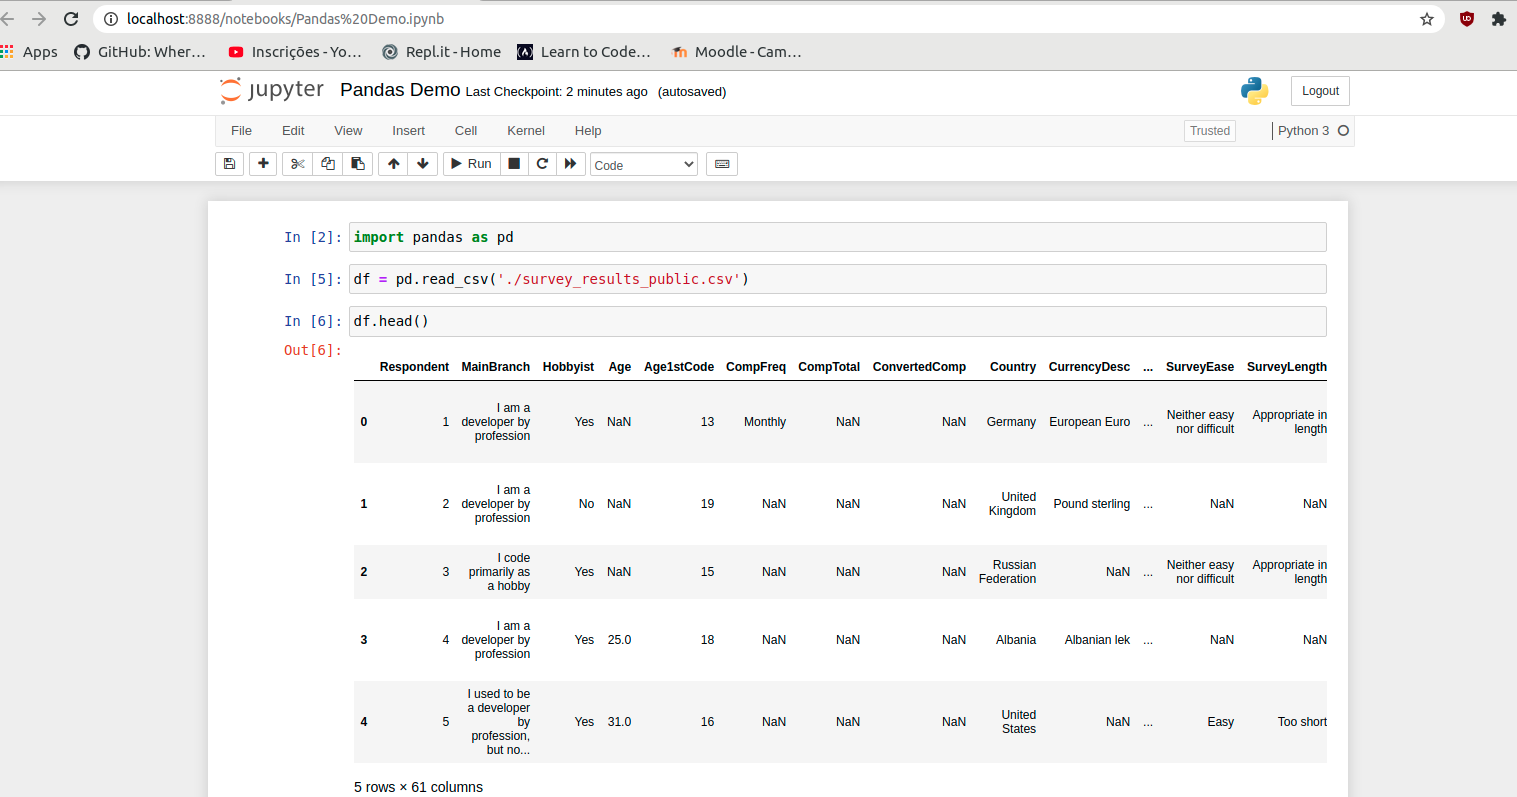 localhost:8888/notebooks/Pandas%20Demo.ipynb
Apps GitHub: Wher... Inscrições - Yo... Repl.it - Home Learn to Code... Moodle - Cam...
jupyter Pandas Demo Last Checkpoint: 2 minutes ago (autosaved) Logout
File Edit View Insert Cell Kernel Help Trusted Python 3
Run Code
In [2]: import pandas as pd
In [5]: df = pd.read_csv('./survey_results_public.csv')
In [6]: df.head()
Out[6]:
Respondent MainBranch Hobbyist Age Age1stCode CompFreq CompTotal ConvertedComp Country CurrencyDesc ... SurveyEase SurveyLength
0 1 I am a developer by profession Yes NaN 13 Monthly NaN NaN Germany European Euro ... Neither easy nor difficult Appropriate in length
1 2 I am a developer by profession No NaN 19 NaN NaN NaN United Kingdom Pound sterling ... NaN NaN
2 3 I code primarily as a hobby Yes NaN 15 NaN NaN NaN Russian Federation NaN ... Neither easy nor difficult Appropriate in length
3 4 I am a developer by profession Yes 25.0 18 NaN NaN NaN Albania Albanian lek ... NaN NaN
4 5 I used to be a developer by profession, but no... Yes 31.0 16 NaN NaN NaN United States NaN ... Easy Too short
5 rows × 61 columns